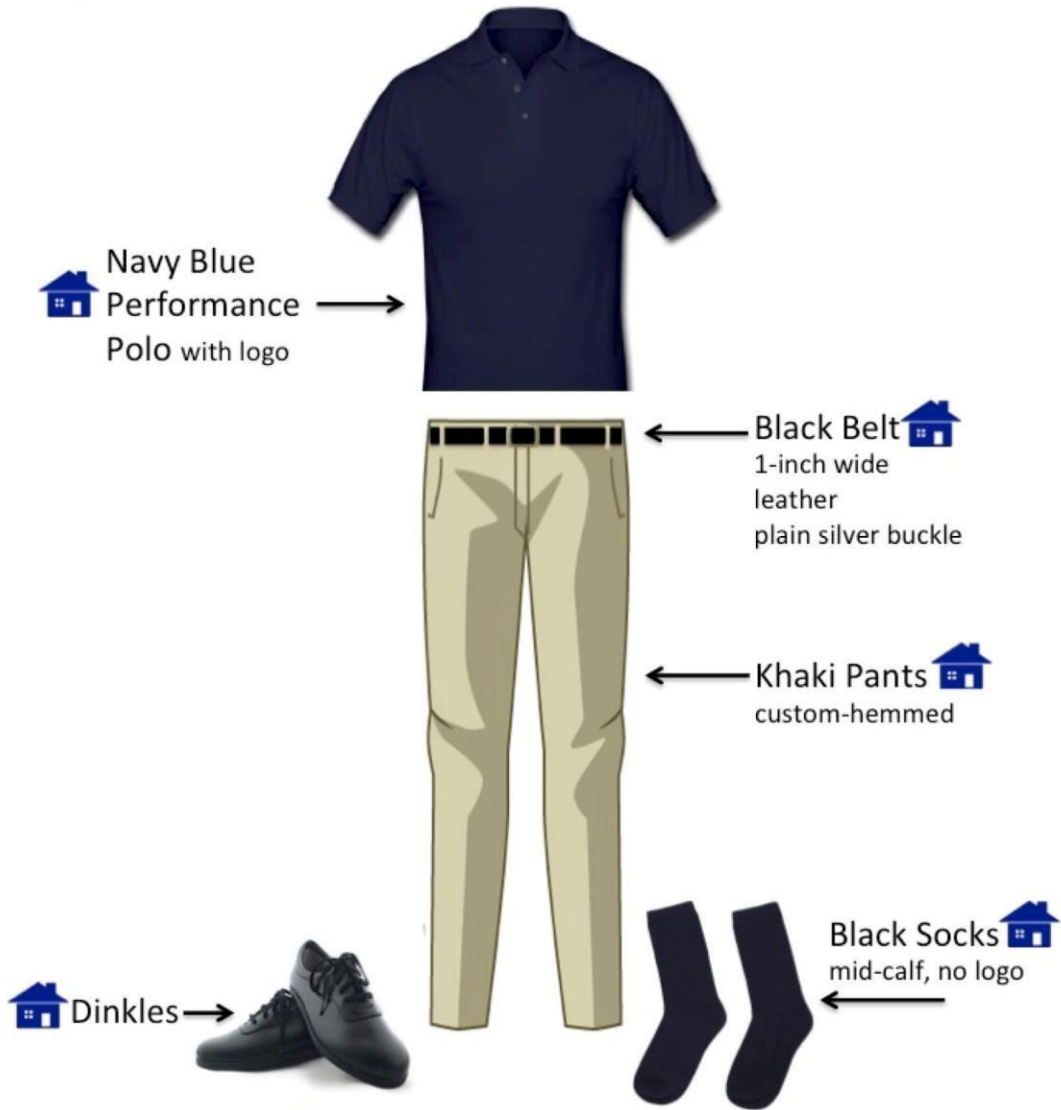 Navy Blue
Performance
Polo with logo
Black Belt
1-inch wide
leather
plain silver buckle
Khaki Pants
custom-hemmed
Black Socks
mid-calf, no logo
Dinkles